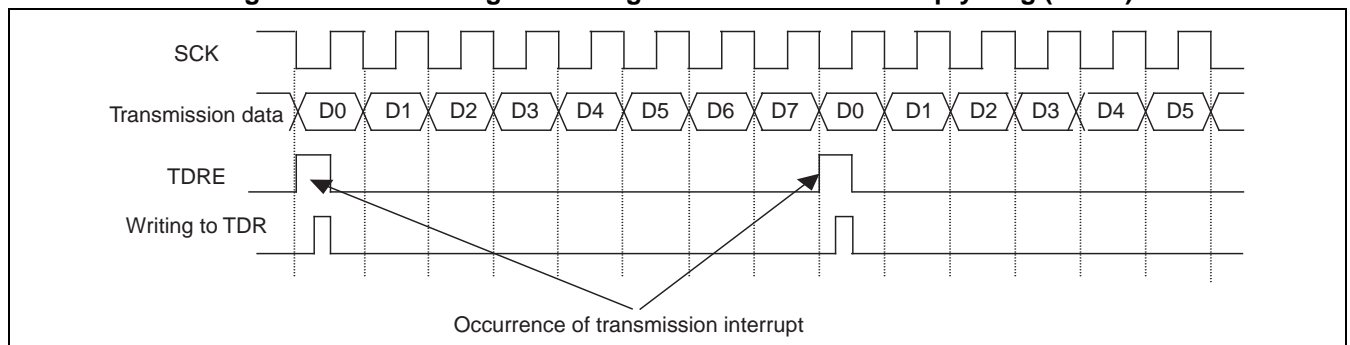 SCK
Transmission data D0 D1 D2 D3 D4 D5 D6 D7 D0 D1 D2 D3 D4 D5
TDRE
Writing to TDR
Occurrence of transmission interrupt